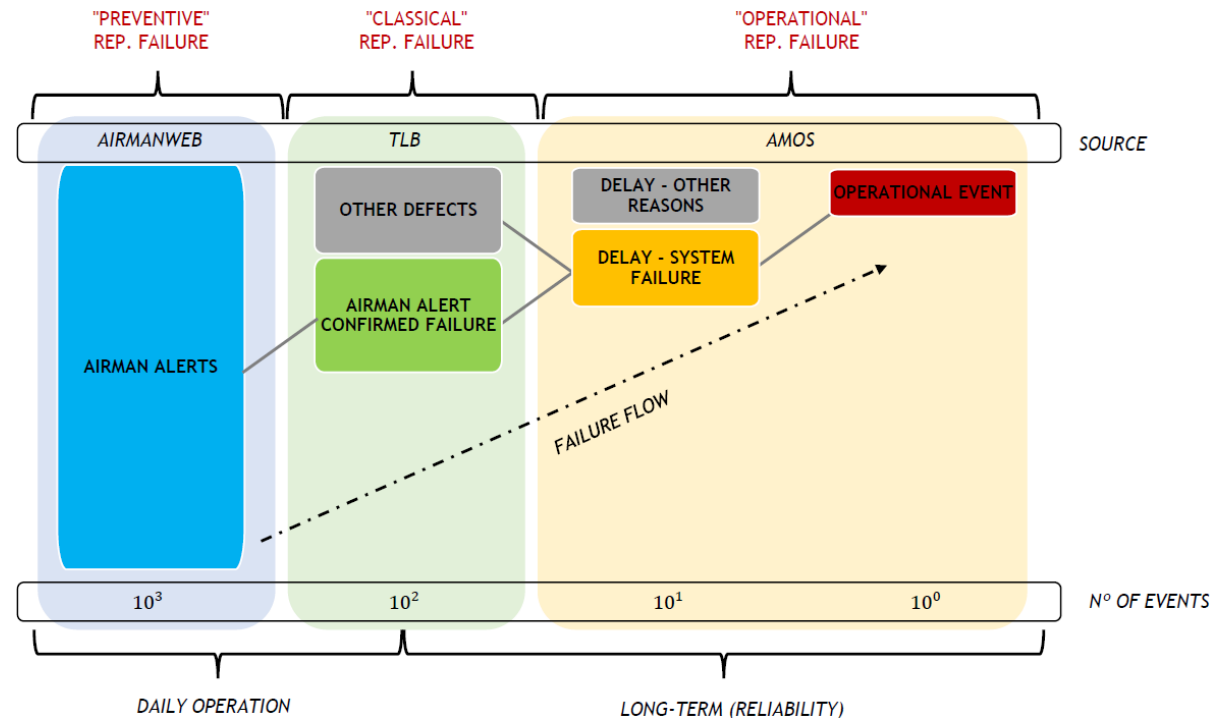 "PREVENTIVE"
REP. FAILURE
"CLASSICAL"
REP. FAILURE
"OPERATIONAL"
REP. FAILURE
AIRMANWEB
TLB
AMOS
SOURCE
OTHER DEFECTS
DELAY - OTHER
REASONS
OPERATIONAL EVENT
DELAY - SYSTEM
FAILURE
AIRMAN ALERT
CONFIRMED FAILURE
AIRMAN ALERTS
FAILURE FLOW
10³
10²
10¹
10⁰
Nº OF EVENTS
DAILY OPERATION
LONG-TERM (RELIABILITY)